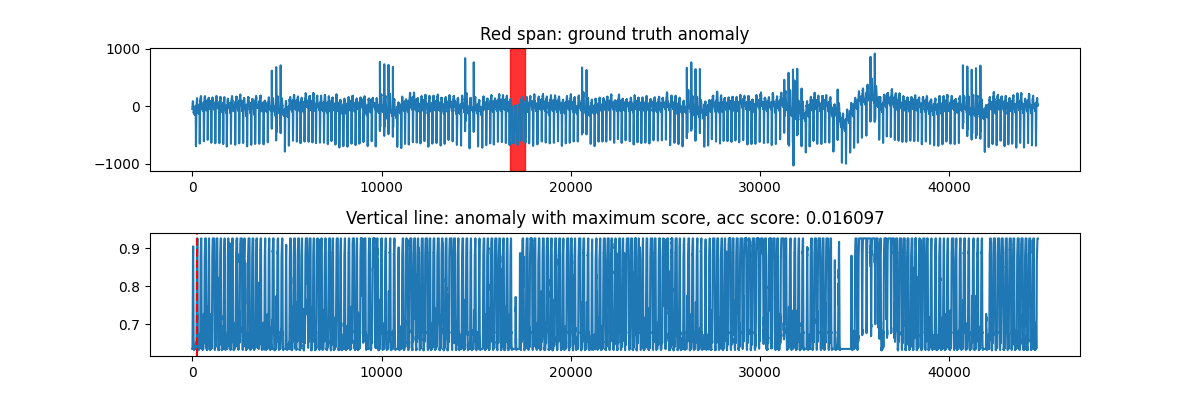 Red span: ground truth anomaly
1000
0
−1000
0 10000 20000 30000 40000
Vertical line: anomaly with maximum score, acc score: 0.016097
0.9
0.8
0.7
0 10000 20000 30000 40000